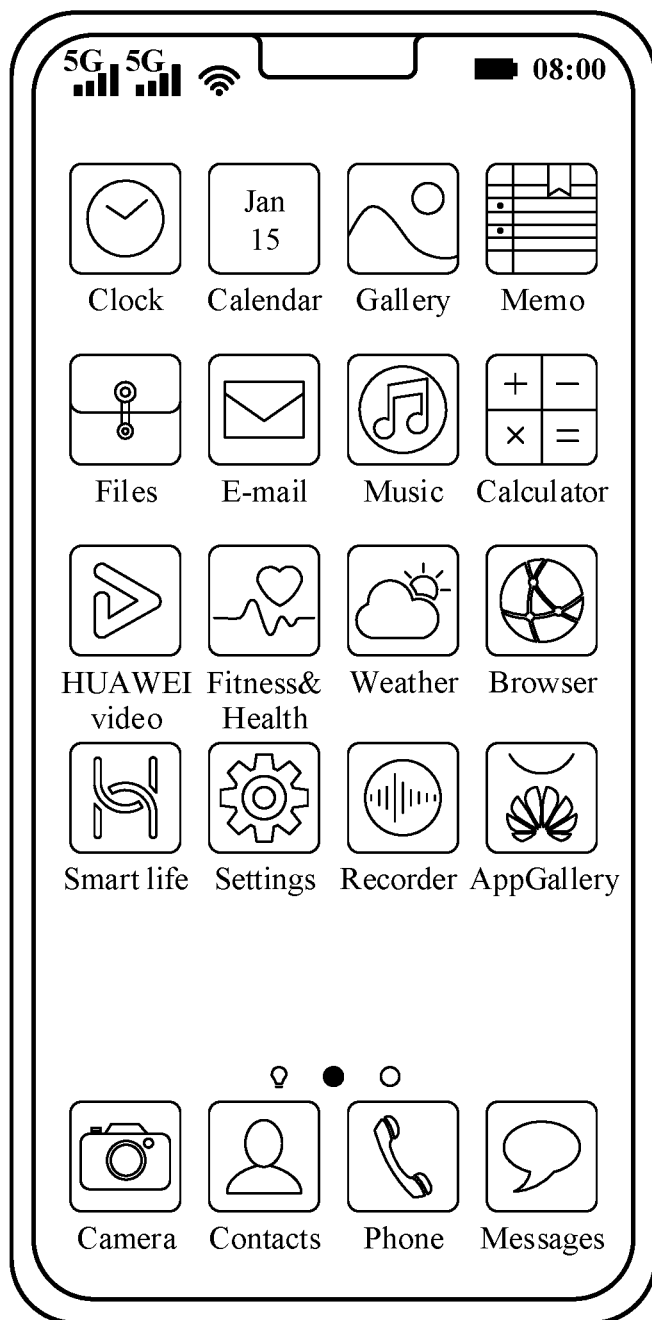 5G 5G 08:00
Jan
15
Clock Calendar Gallery Memo
+ −
× =
Files E-mail Music Calculator
HUAWEI Fitness& Weather Browser
video Health
Smart life Settings Recorder AppGallery
Camera Contacts Phone Messages